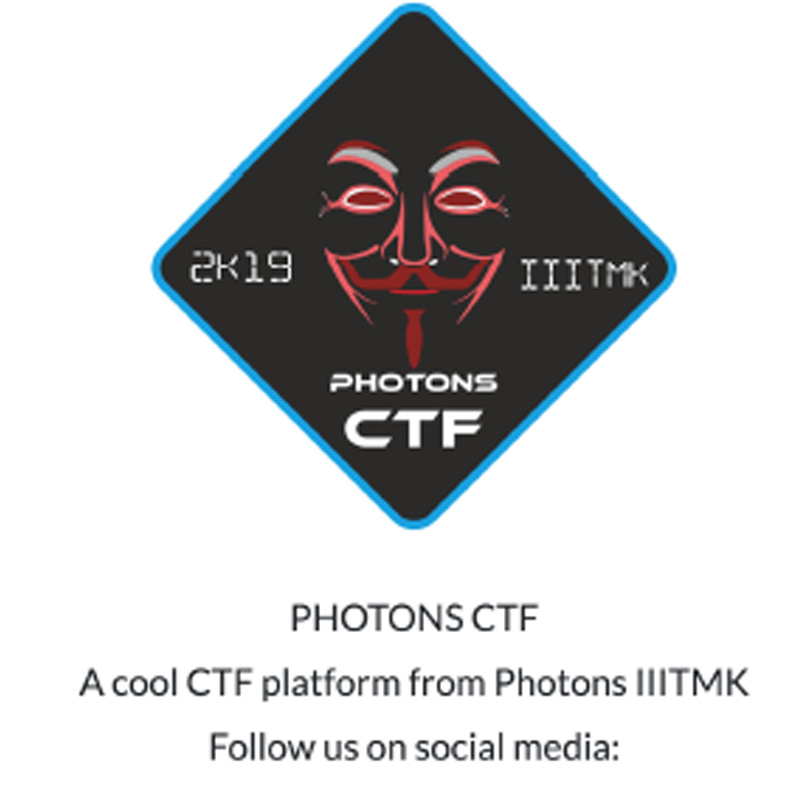 2K19
IIITMK
PHOTONS
CTF
PHOTONS CTF
A cool CTF platform from Photons IIITMK
Follow us on social media: